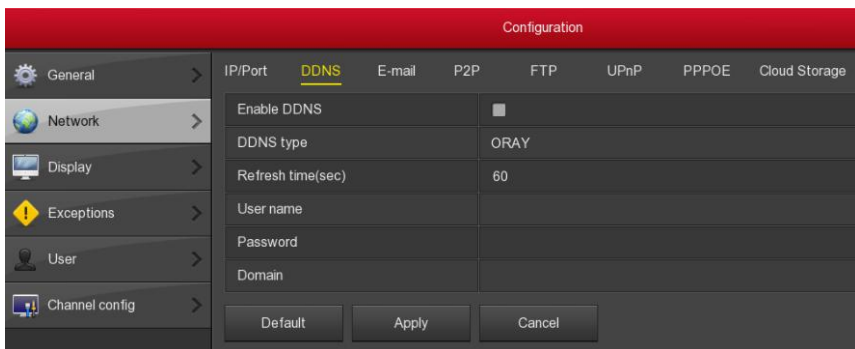 Configuration
General
Network
Display
Exceptions
User
Channel config
IP/Port DDNS E-mail P2P FTP UPnP PPPOE Cloud Storage
Enable DDNS
DDNS type ORAY
Refresh time(sec) 60
User name
Password
Domain
Default Apply Cancel